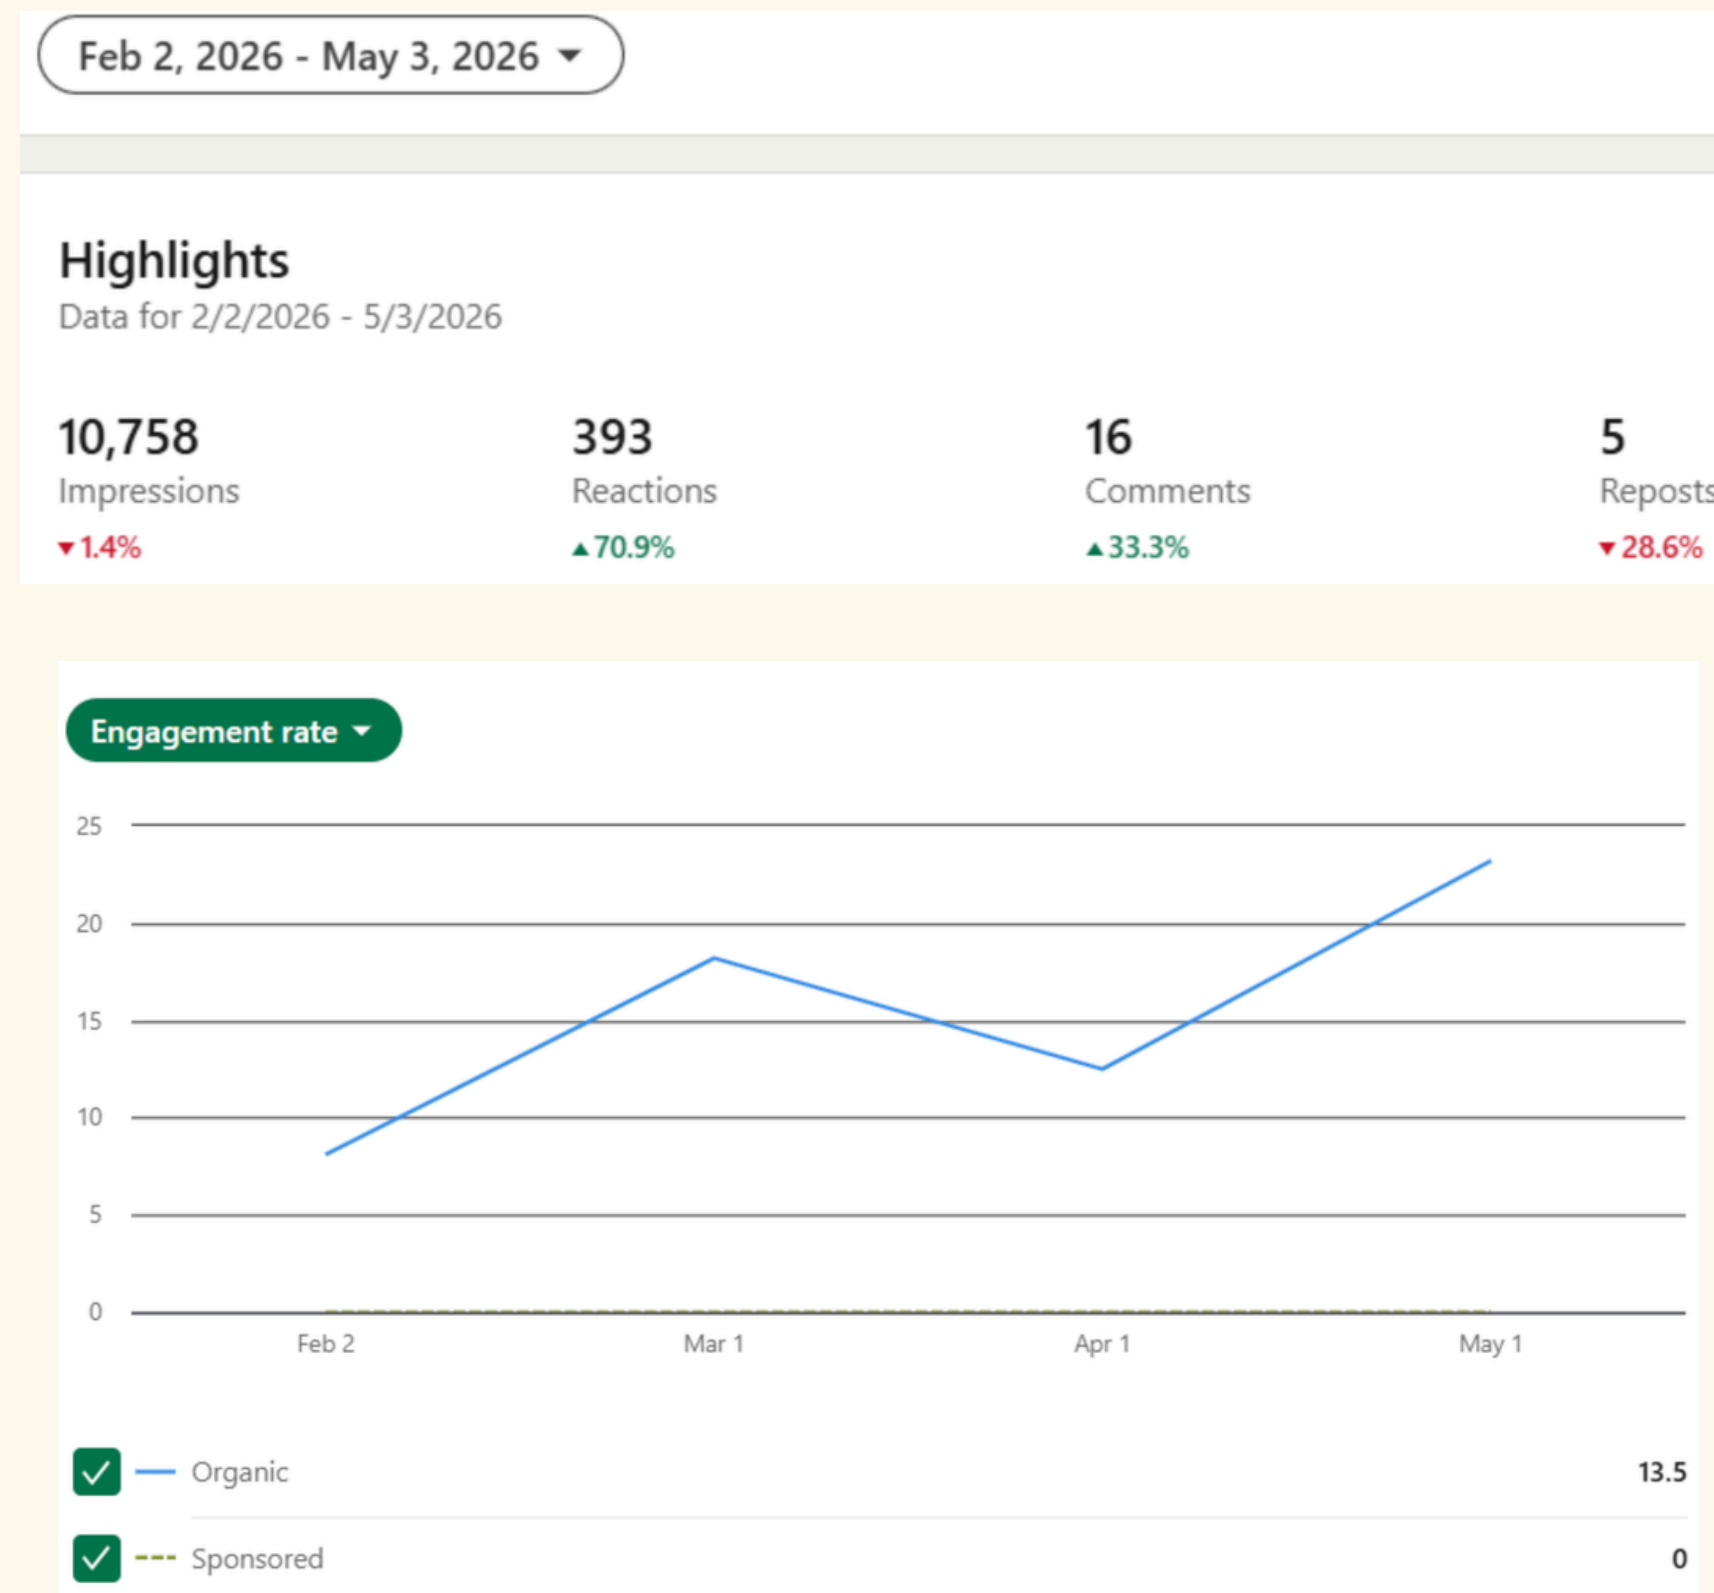 Feb 2, 2026 - May 3, 2026
Highlights
Data for 2/2/2026 - 5/3/2026
10,758 393 16 5
Impressions Reactions Comments Reposts
1.4% 70.9% 33.3% 28.6%
Engagement rate
25
20
15
10
5
0
Feb 2 Mar 1 Apr 1 May 1
Organic 13.5
Sponsored 0